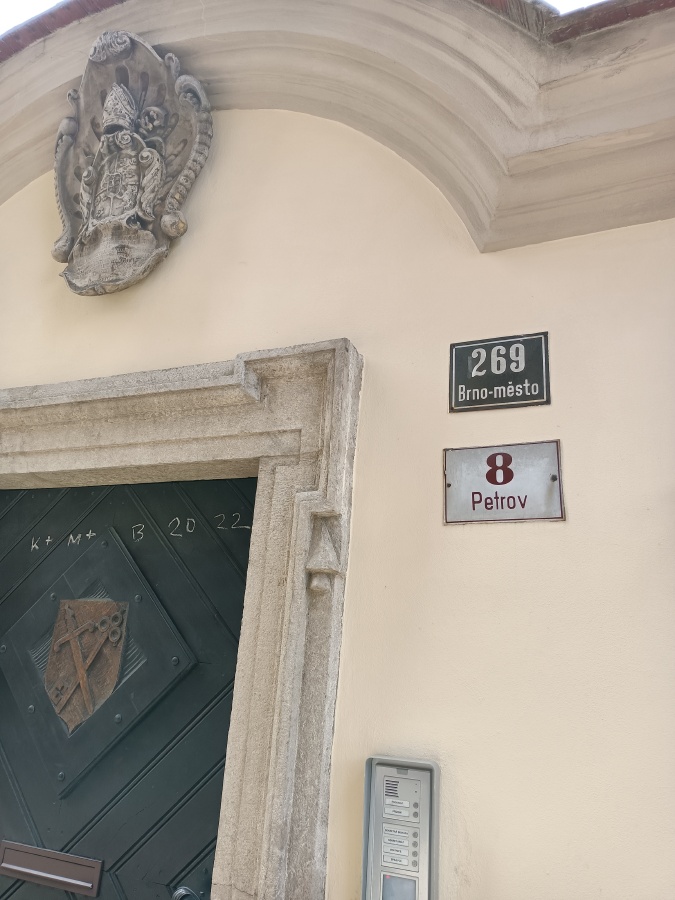 269
Brno-město
8
Petrov
K+ M+ B 20 22